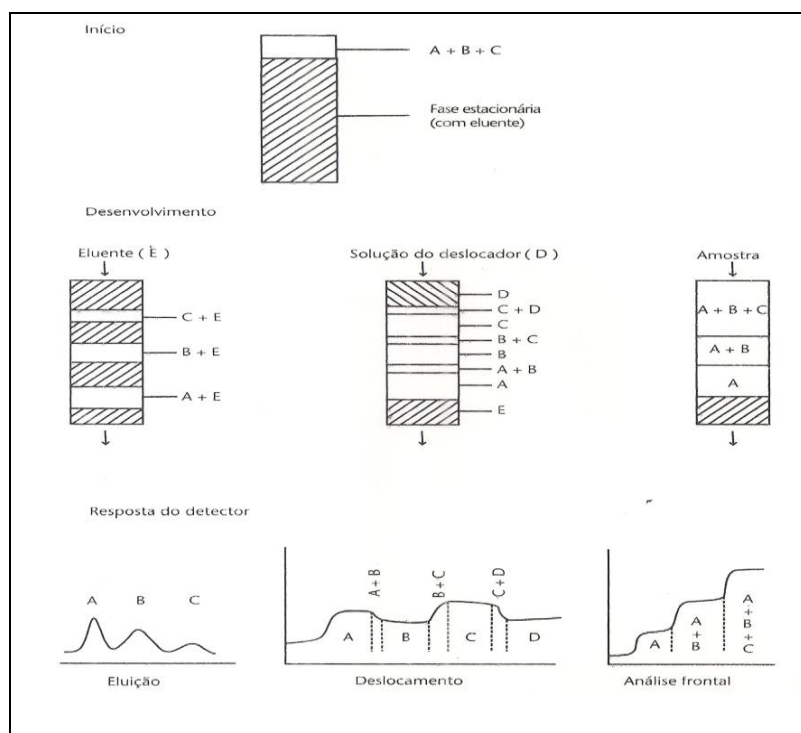 Início
A + B + C
Fase estacionária
(com eluente)
Desenvolvimento
Eluente ( E )
Solução do deslocador ( D )
Amostra
C + E
B + E
A + E
D
C + D
C
B + C
B
A + B
A
E
A + B + C
A + B
A
Resposta do detector
A B C
Eluição
A+B
B+C
C+D
A B C D
Deslocamento
A
A
+
B
A
+
B
+
C
Análise frontal